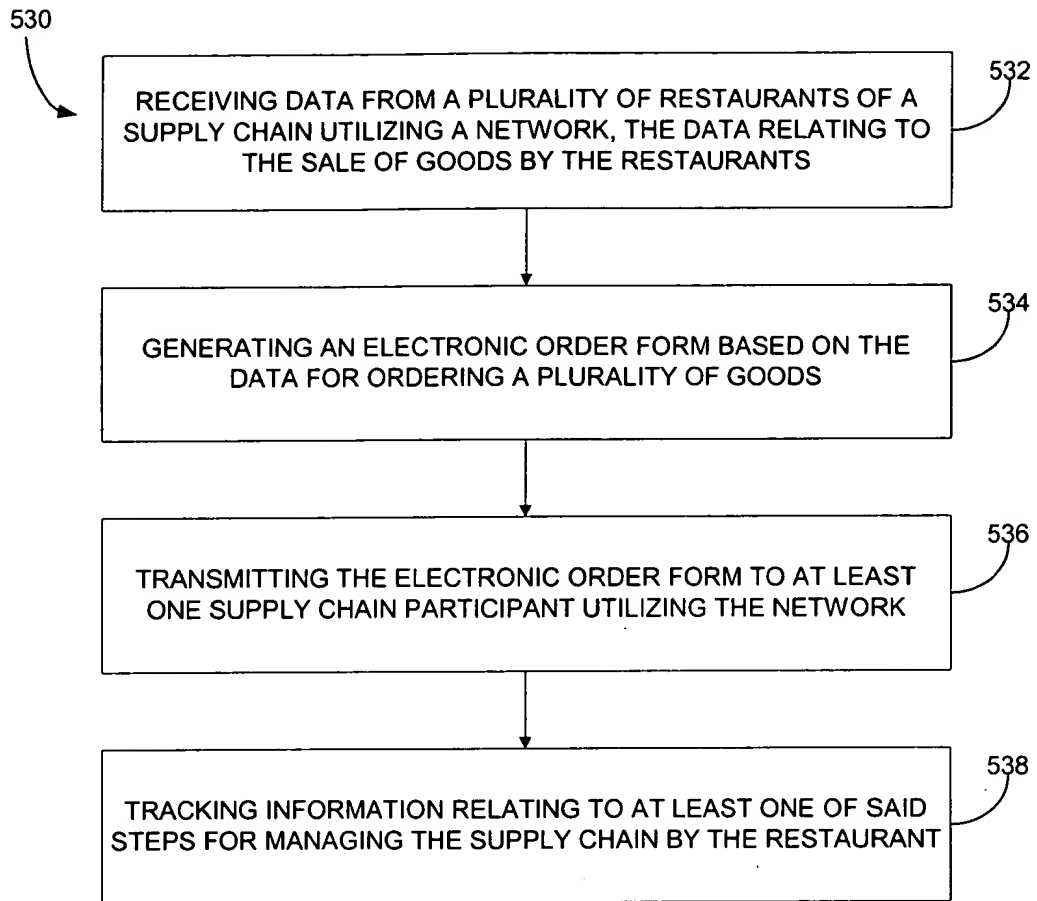 530
532
RECEIVING DATA FROM A PLURALITY OF RESTAURANTS OF A
SUPPLY CHAIN UTILIZING A NETWORK, THE DATA RELATING TO
THE SALE OF GOODS BY THE RESTAURANTS
534
GENERATING AN ELECTRONIC ORDER FORM BASED ON THE
DATA FOR ORDERING A PLURALITY OF GOODS
536
TRANSMITTING THE ELECTRONIC ORDER FORM TO AT LEAST
ONE SUPPLY CHAIN PARTICIPANT UTILIZING THE NETWORK
538
TRACKING INFORMATION RELATING TO AT LEAST ONE OF SAID
STEPS FOR MANAGING THE SUPPLY CHAIN BY THE RESTAURANT